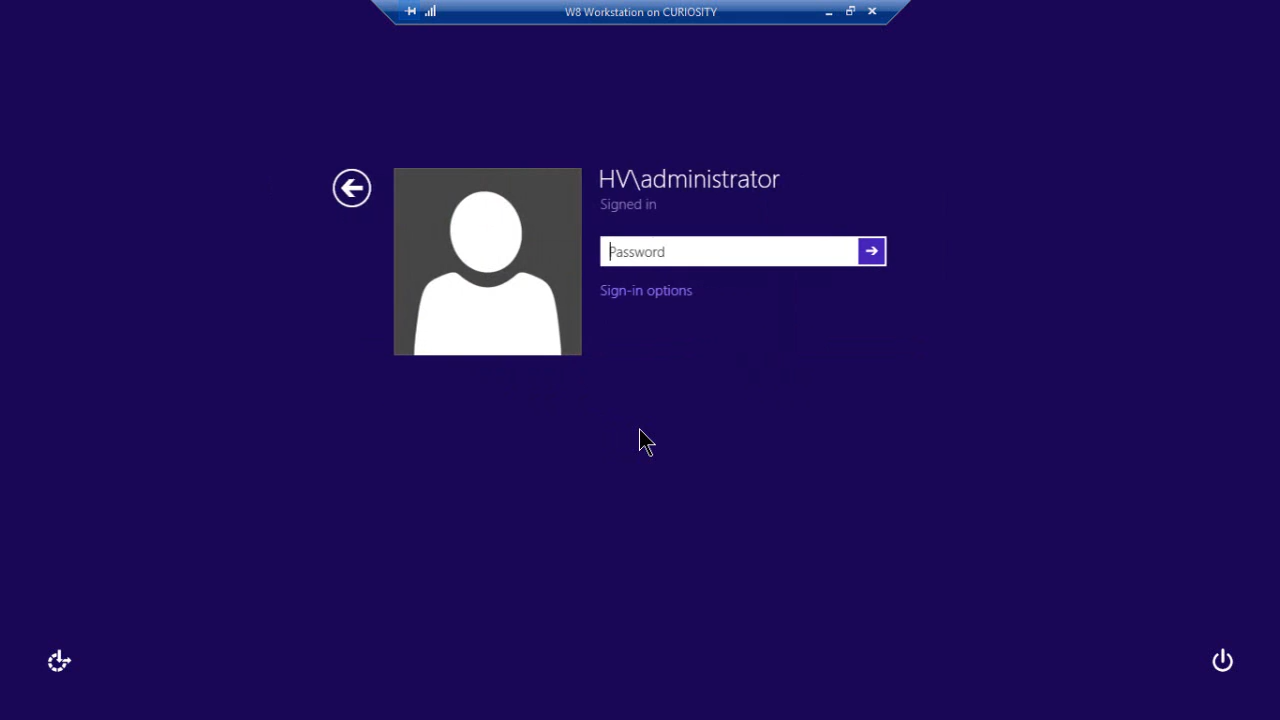 W8 Workstation on CURIOSITY
HV\administrator
Signed in
Password
Sign-in options